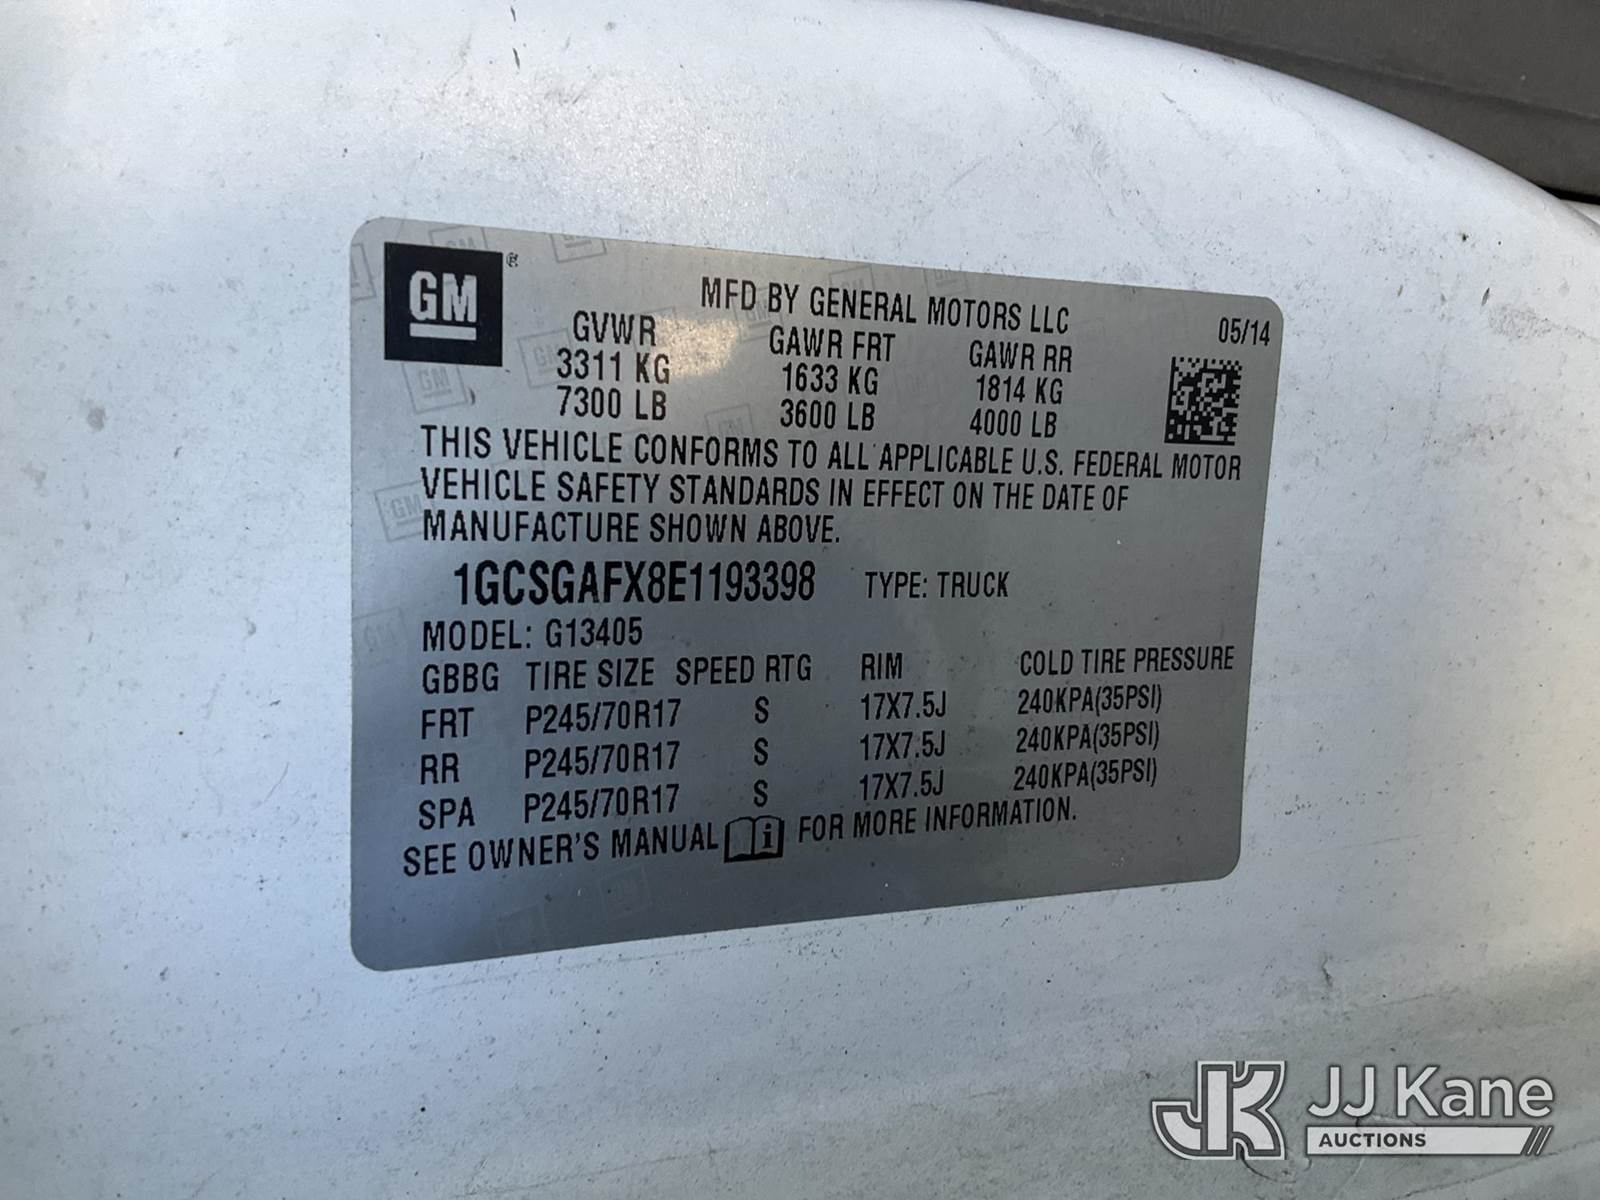 GM®
MFD BY GENERAL MOTORS LLC
05/14
GVWR GAWR FRT GAWR RR
3311 KG 1633 KG 1814 KG
7300 LB 3600 LB 4000 LB
THIS VEHICLE CONFORMS TO ALL APPLICABLE U.S. FEDERAL MOTOR
VEHICLE SAFETY STANDARDS IN EFFECT ON THE DATE OF
MANUFACTURE SHOWN ABOVE.
1GCSGAFX8E1193398 TYPE: TRUCK
MODEL: G13405
GBBG TIRE SIZE SPEED RTG RIM COLD TIRE PRESSURE
FRT P245/70R17 S 17X7.5J 240KPA(35PSI)
RR P245/70R17 S 17X7.5J 240KPA(35PSI)
SPA P245/70R17 S 17X7.5J 240KPA(35PSI)
SEE OWNER'S MANUAL i FOR MORE INFORMATION.
JK JJ Kane
AUCTIONS